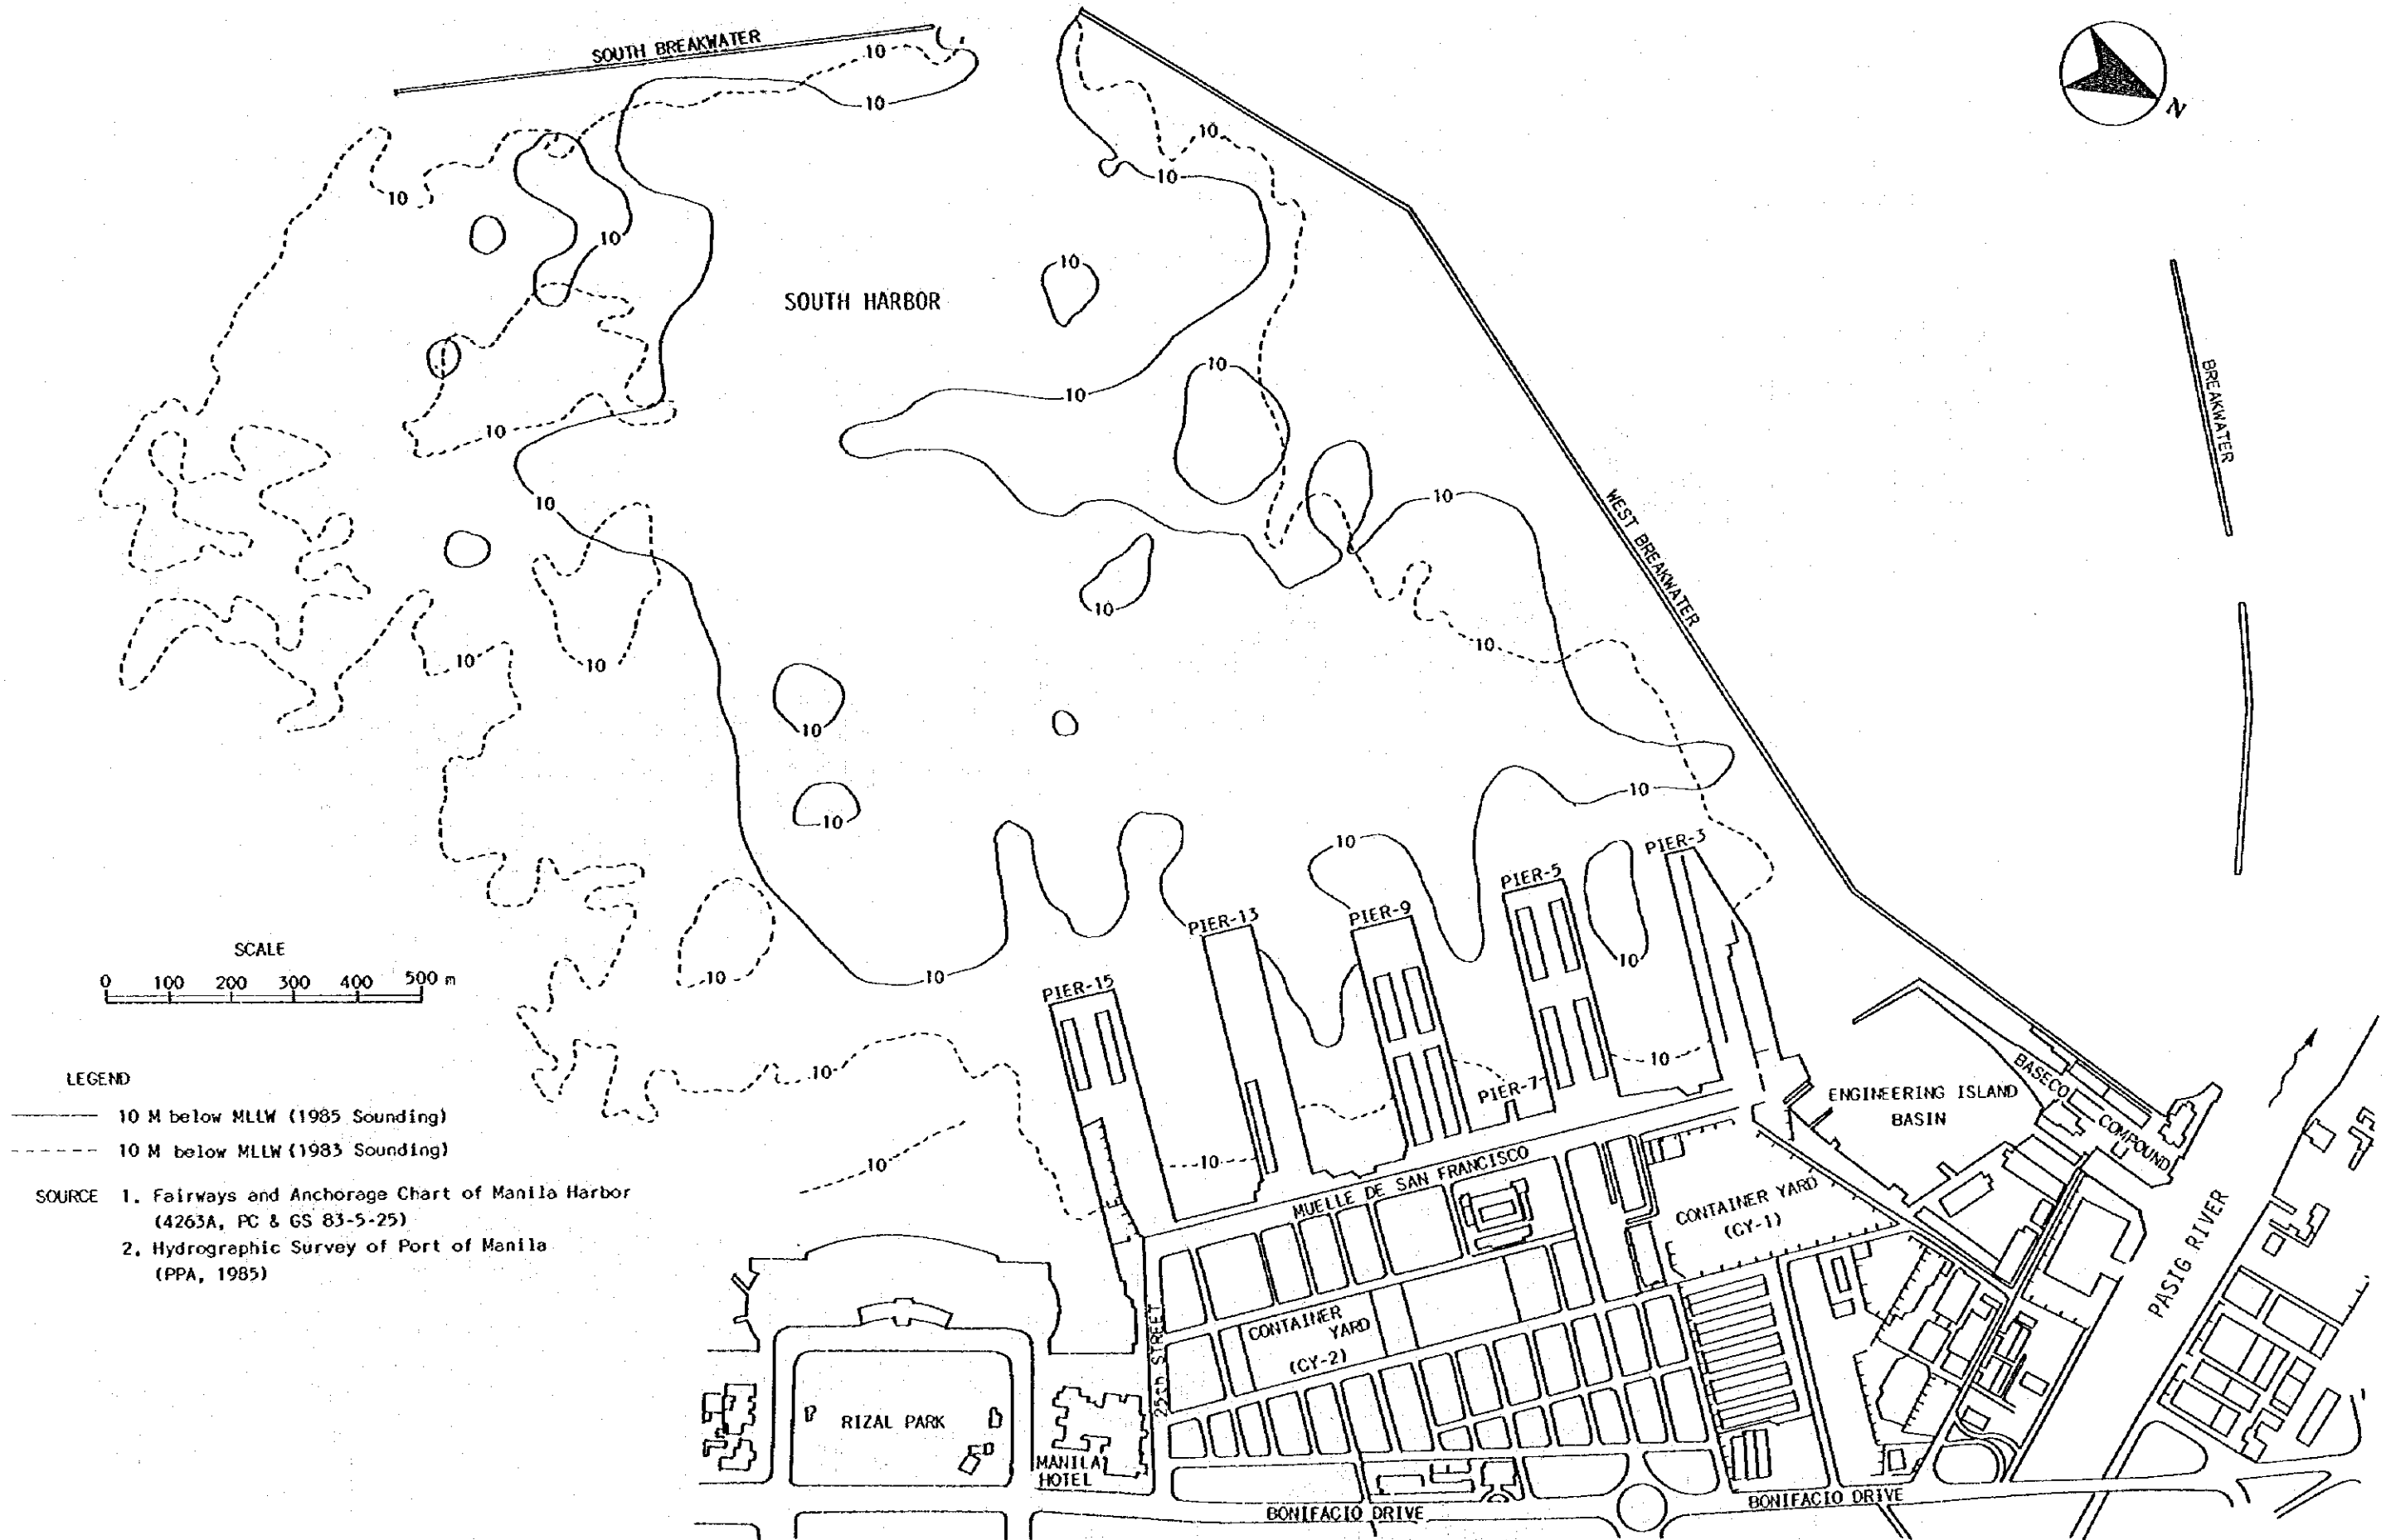 SOUTH BREAKWATER
10
10
N
10
10
10
10
10
SOUTH HARBOR
10
10
10
BREAKWATER
10
10
10
WEST BREAKWATER
10
10
10
10
10
10
10
10
10
PIER-3
PIER-5
PIER-13
PIER-9
10
10
10
PIER-15
SCALE
0 100 200 300 400 500 m
10
10
10
10
PIER-7
LEGEND
10 M below MLLW (1985 Sounding)
10 M below MLLW (1983 Sounding)
SOURCE 1. Fairways and Anchorage Chart of Manila Harbor
(4263A, PC & GS 83-5-25)
2. Hydrographic Survey of Port of Manila
(PPA, 1985)
ENGINEERING ISLAND
BASIN
BASECO
COMPOUND
MUELLE DE SAN FRANCISCO
CONTAINER YARD
(CY-1)
PASIG RIVER
CONTAINER
YARD
(CY-2)
STREET
RIZAL PARK
MANILA
HOTEL
BONIFACIO DRIVE
BONIFACIO DRIVE